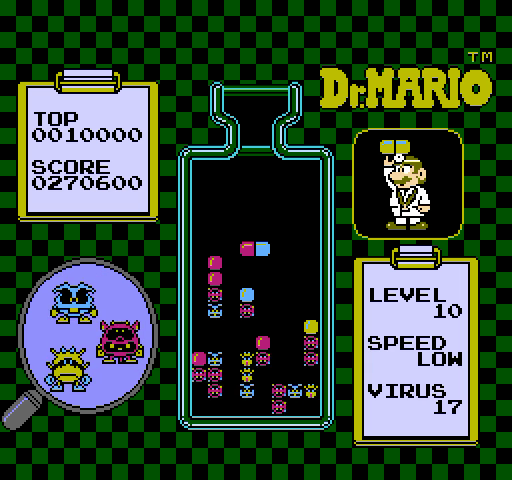 TOP
0010000
SCORE
0270600
TM
Dr.MARIO
LEVEL
10
SPEED
LOW
VIRUS
17